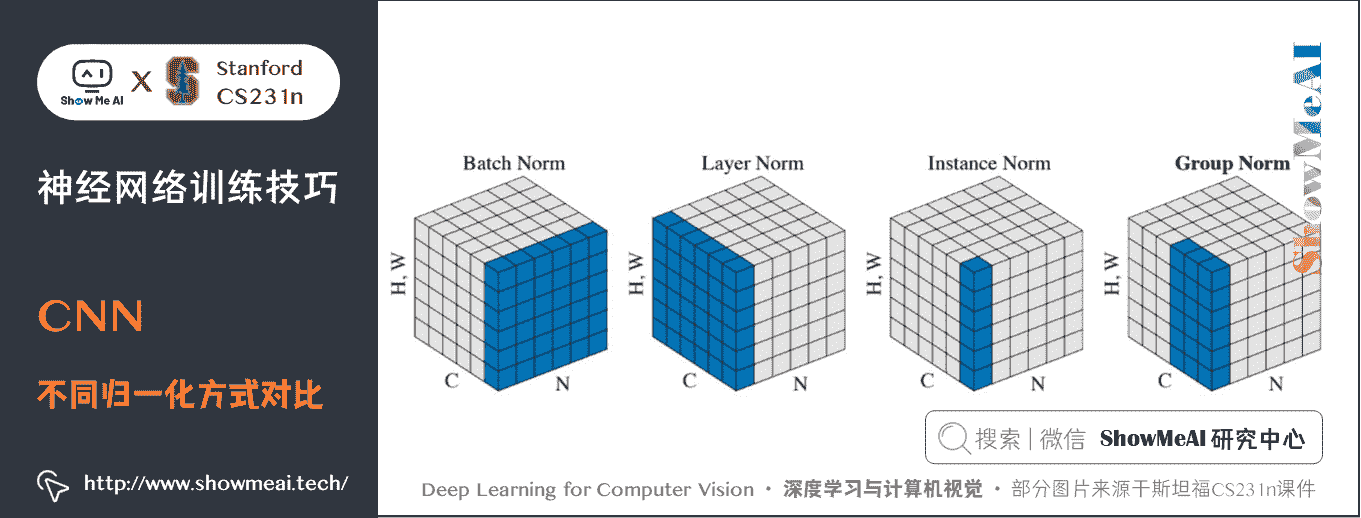 Show Me AI
X
Stanford
CS231n
神经网络训练技巧
CNN
不同归一化方式对比
http://www.showmeai.tech/
Batch Norm
Layer Norm
Instance Norm
Group Norm
H, W
C
N
H, W
C
N
H, W
C
N
H, W
C
N
ShowMeAI
搜索 | 微信 ShowMeAI 研究中心
Deep Learning for Computer Vision · 深度学习与计算机视觉 · 部分图片来源于斯坦福CS231n课件